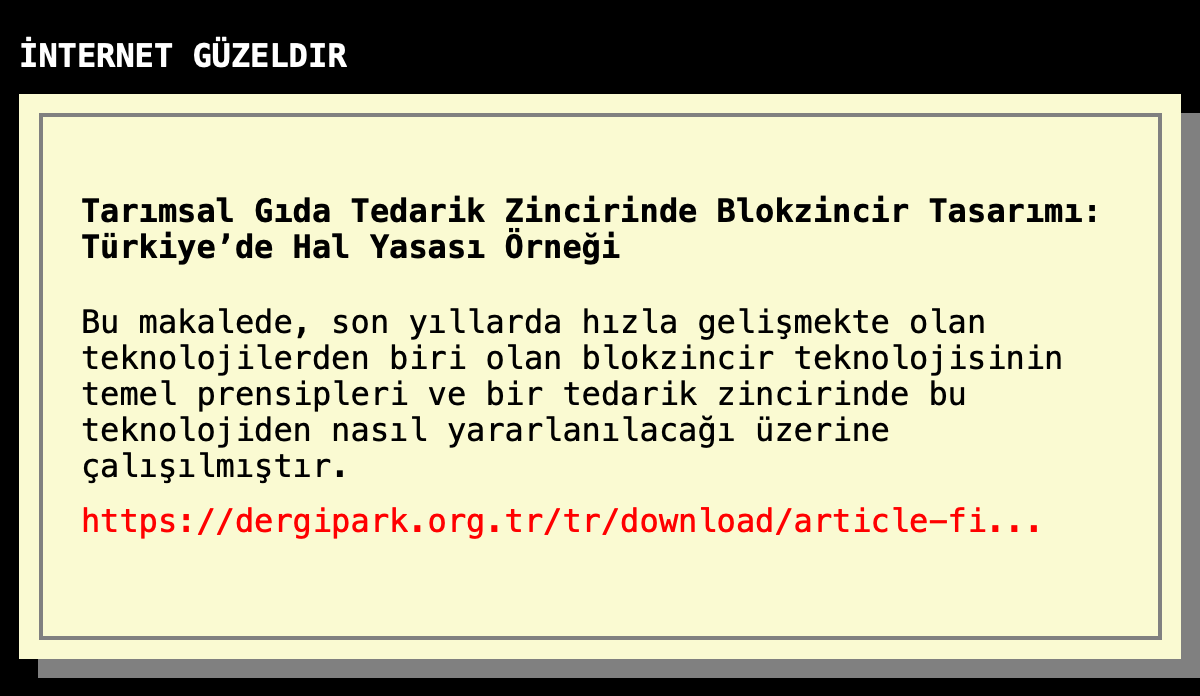 İNTERNET GÜZELDIR
Tarımsal Gıda Tedarik Zincirinde Blokzincir Tasarımı:
Türkiye’de Hal Yasası Örneği
Bu makalede, son yıllarda hızla gelişmekte olan
teknolojilerden biri olan blokzincir teknolojisinin
temel prensipleri ve bir tedarik zincirinde bu
teknolojiden nasıl yararlanılacağı üzerine
çalışılmıştır.
https://dergipark.org.tr/tr/download/article-fi...